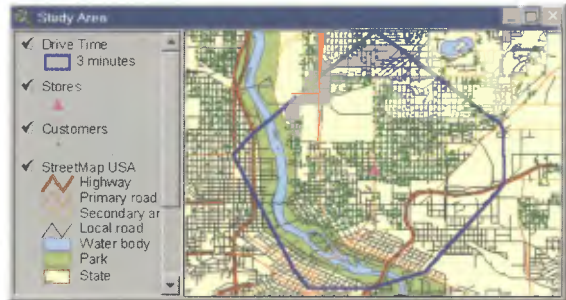 Study Area
Drive Time
3 minutes
Stores
Customers
StreetMap USA
Highway
Primary road
Secondary ar
Local road
Water body
Park
State